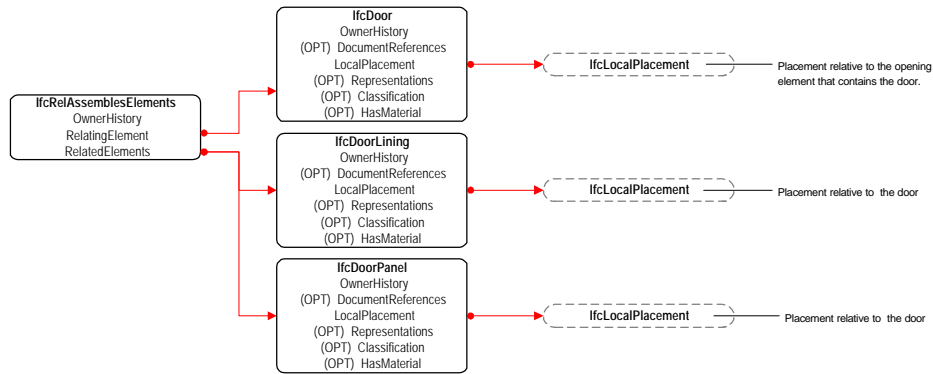 IfcRelAssemblesElements
OwnerHistory
RelatingElement
RelatedElements
IfcDoor
OwnerHistory
(OPT) DocumentReferences
LocalPlacement
(OPT) Representations
(OPT) Classification
(OPT) HasMaterial
IfcLocalPlacement
Placement relative to the opening
element that contains the door.
IfcDoorLining
OwnerHistory
(OPT) DocumentReferences
LocalPlacement
(OPT) Representations
(OPT) Classification
(OPT) HasMaterial
IfcLocalPlacement
Placement relative to the door
IfcDoorPanel
OwnerHistory
(OPT) DocumentReferences
LocalPlacement
(OPT) Representations
(OPT) Classification
(OPT) HasMaterial
IfcLocalPlacement
Placement relative to the door